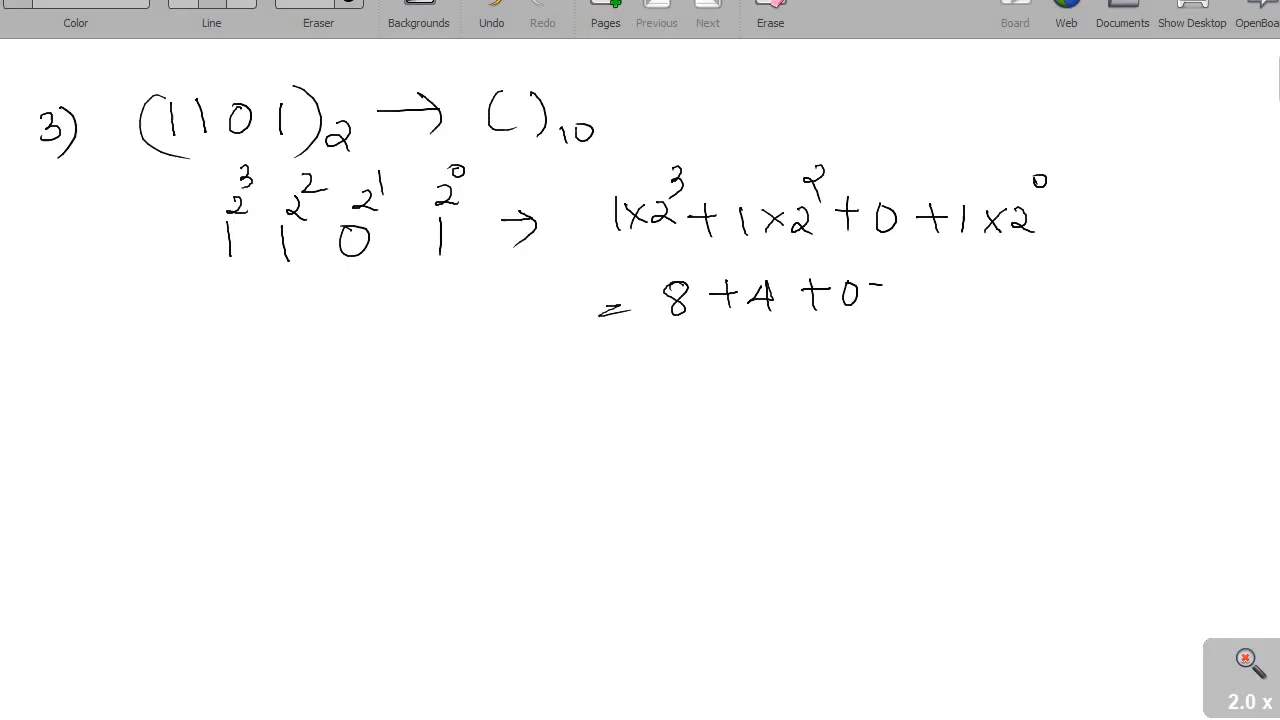 Color Line Eraser Backgrounds Undo Redo Pages Previous Next Erase Board Web Documents Show Desktop OpenBoa
3) (1101)₂ → ( )₁₀
2³ 2² 2¹ 2⁰
1 1 0 1 → 1×2³ + 1×2² + 0 + 1×2⁰
= 8 + 4 + 0 -
2.0 x